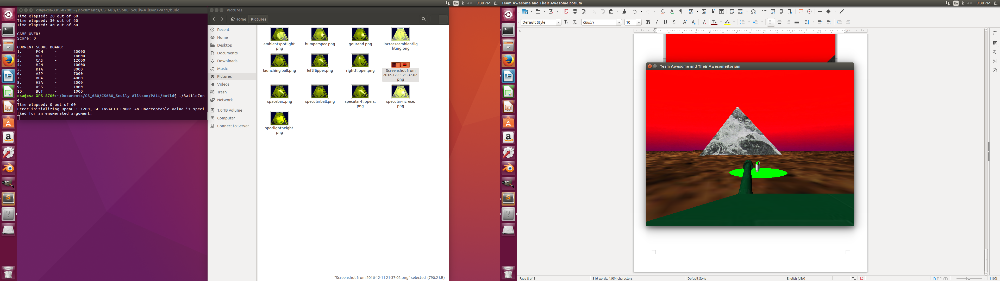 9:38 PM
Team Awesome and Their Awesomeitorium
9:38 PM
csa@csa-XPS-8700: ~/Documents/CS_680/CS680_Scully-Allison/PA11/build
Time elapsed: 20 out of 60
Time elapsed: 30 out of 60
Time elapsed: 40 out of 60
GAME OVER!
Score: 0
CURRENT SCORE BOARD:
1. FCH - 20000
2. VDL - 14000
3. CAS - 12000
4. HJM - 10000
5. KTA - 8000
6. ASP - 7000
7. BHA - 4000
8. HSA - 2000
9. ASS - 1800
10. BUT - 1000
csa@csa-XPS-8700:~/Documents/CS_680/CS680_Scully-Allison/PA11/build$ ./BattleZon
e
Time elapsed: 0 out of 60
Error initializing OpenGL! 1280, GL_INVALID_ENUM: An unacceptable value is speci
fied for an enumerated argument.
Pictures
Home Pictures
Recent
Home
Desktop
Documents
Downloads
Music
Pictures
Videos
Trash
Network
1.0 TB Volume
Computer
Connect to Server
ambientspotlight.
png
bumperspec.png
gourand.png
increaseambientlig
hting.png
launching ball.png
leftflipper.png
rightflipper.png
Screenshot from
2016-12-11 21-37-02.
png
spacebar..png
specularball.png
specular-flippers.
png
specular-ncrese.
png
spotlightheight.
png
"Screenshot from 2016-12-11 21-37-02.png" selected (790.2 kB)
Default Style
Calibri
10
Team Awesome and Their Awesomeitorium
Page 8 of 8
816 words, 4,954 characters
Default Style
English (USA)
110%